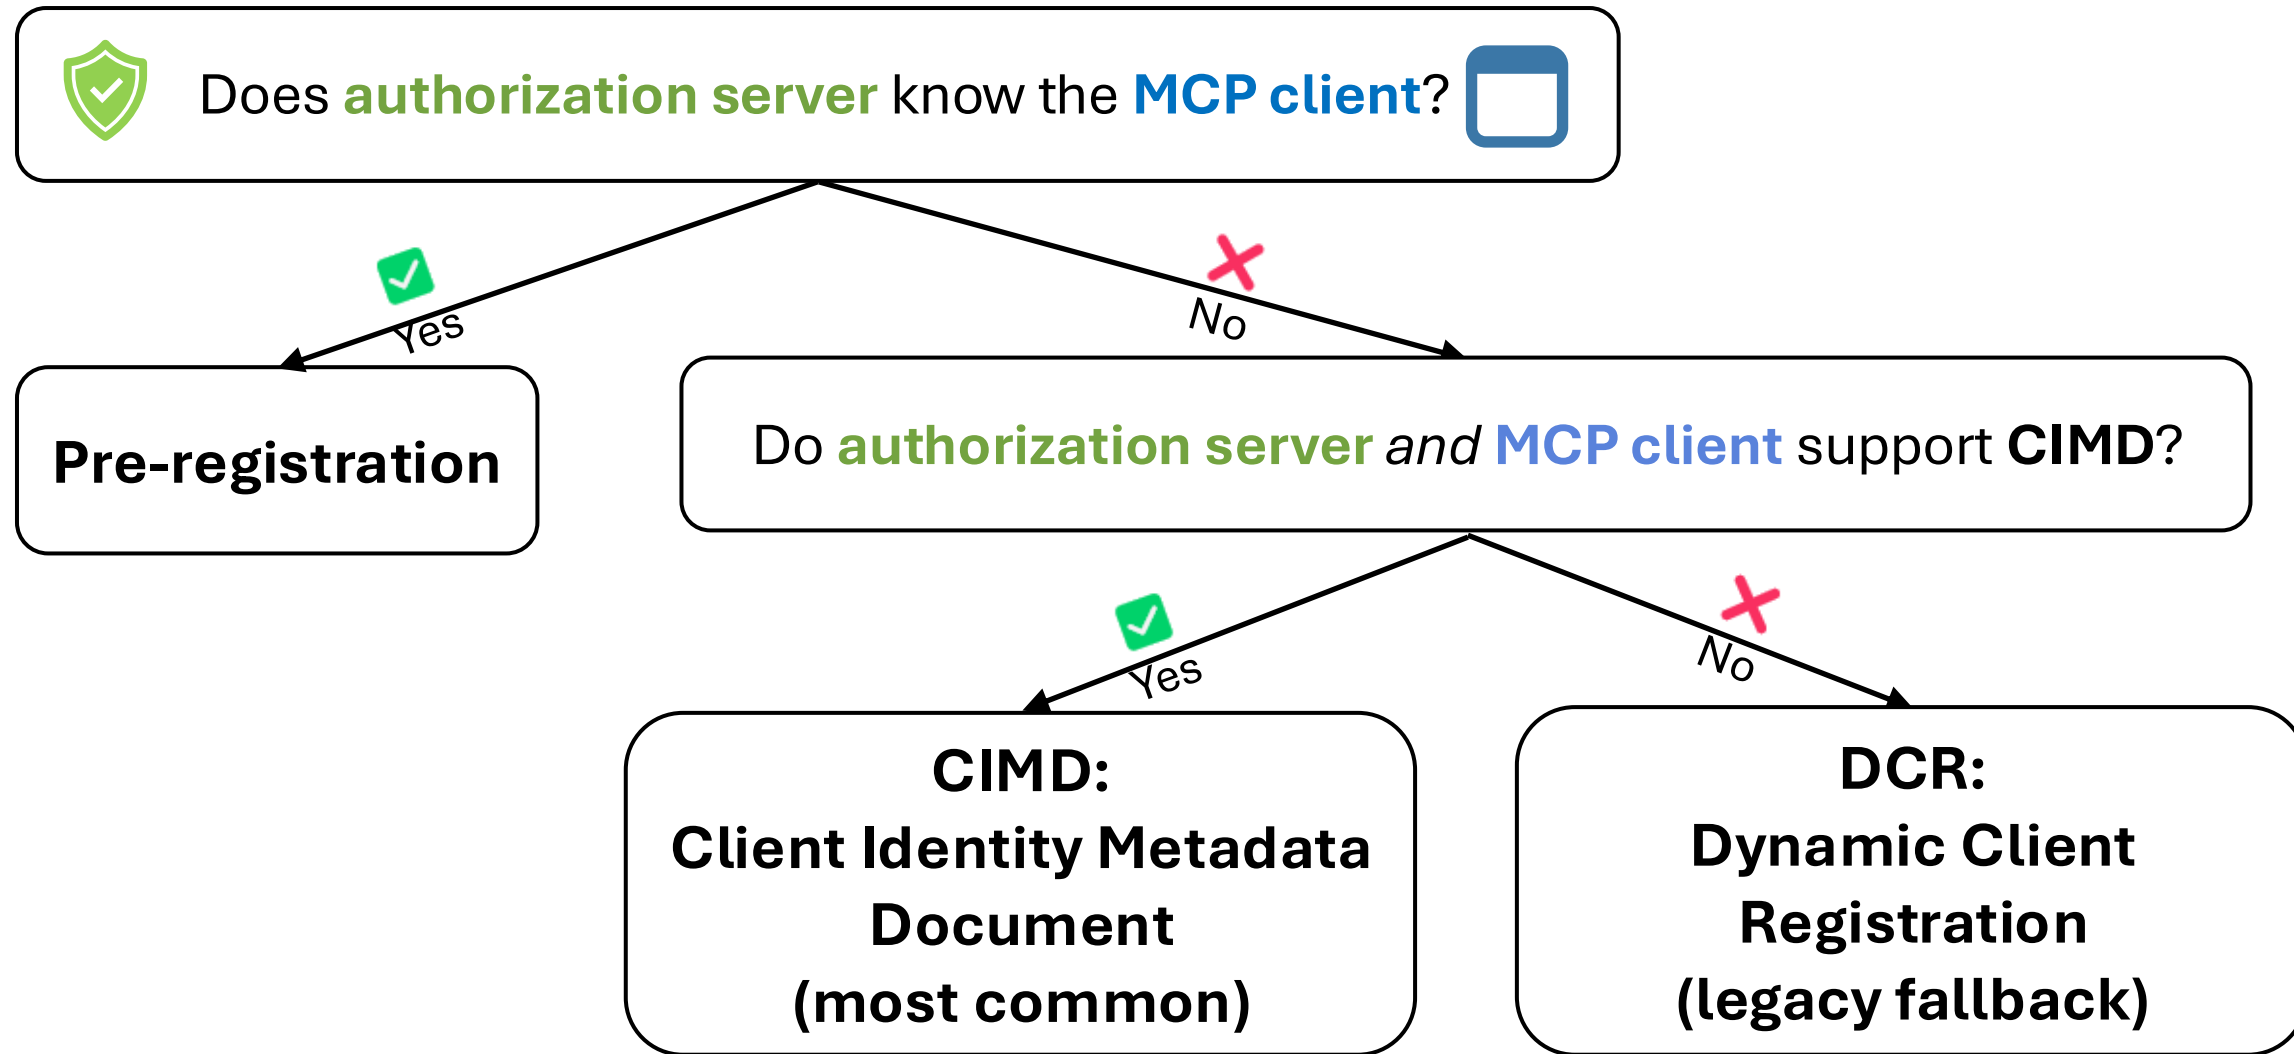 Does authorization server know the MCP client?
Yes
No
Pre-registration
Do authorization server and MCP client support CIMD?
Yes
No
CIMD:
Client Identity Metadata
Document
(most common)
DCR:
Dynamic Client
Registration
(legacy fallback)